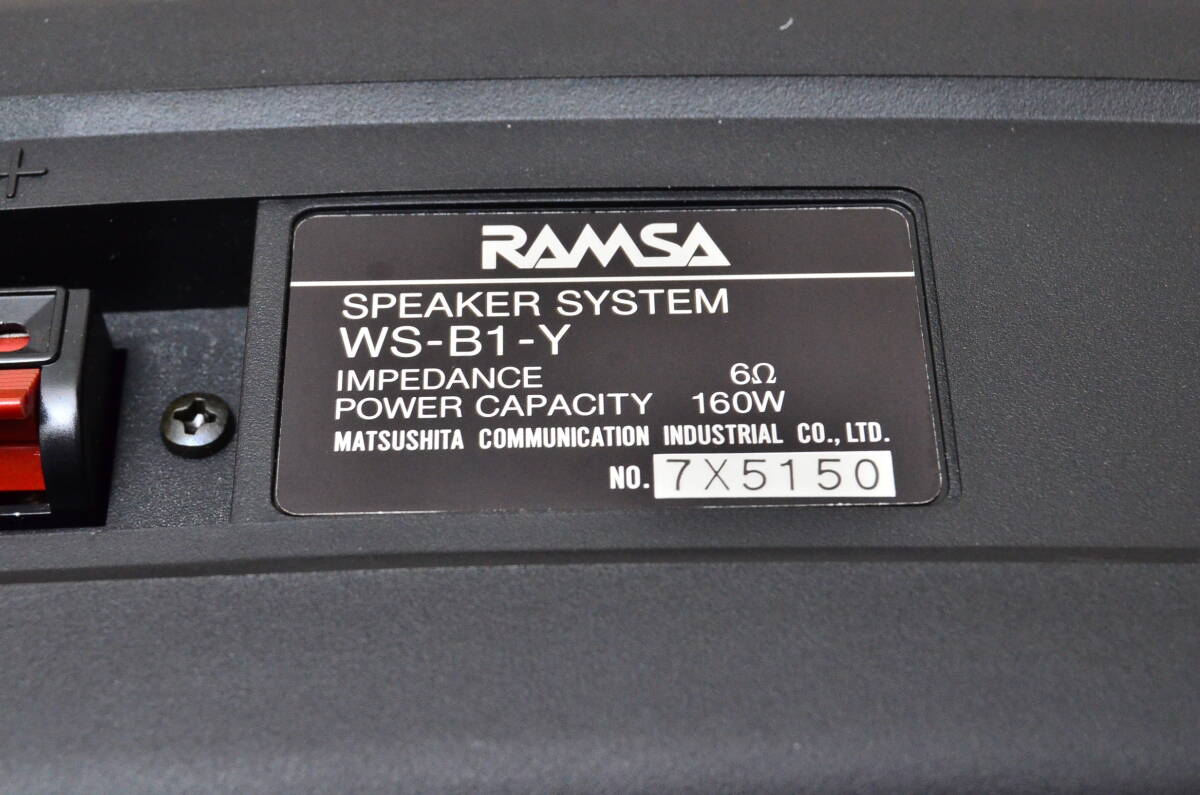 +
RAMSA
SPEAKER SYSTEM
WS-B1-Y
IMPEDANCE 6Ω
POWER CAPACITY 160W
MATSUSHITA COMMUNICATION INDUSTRIAL CO., LTD.
NO. 7X5150